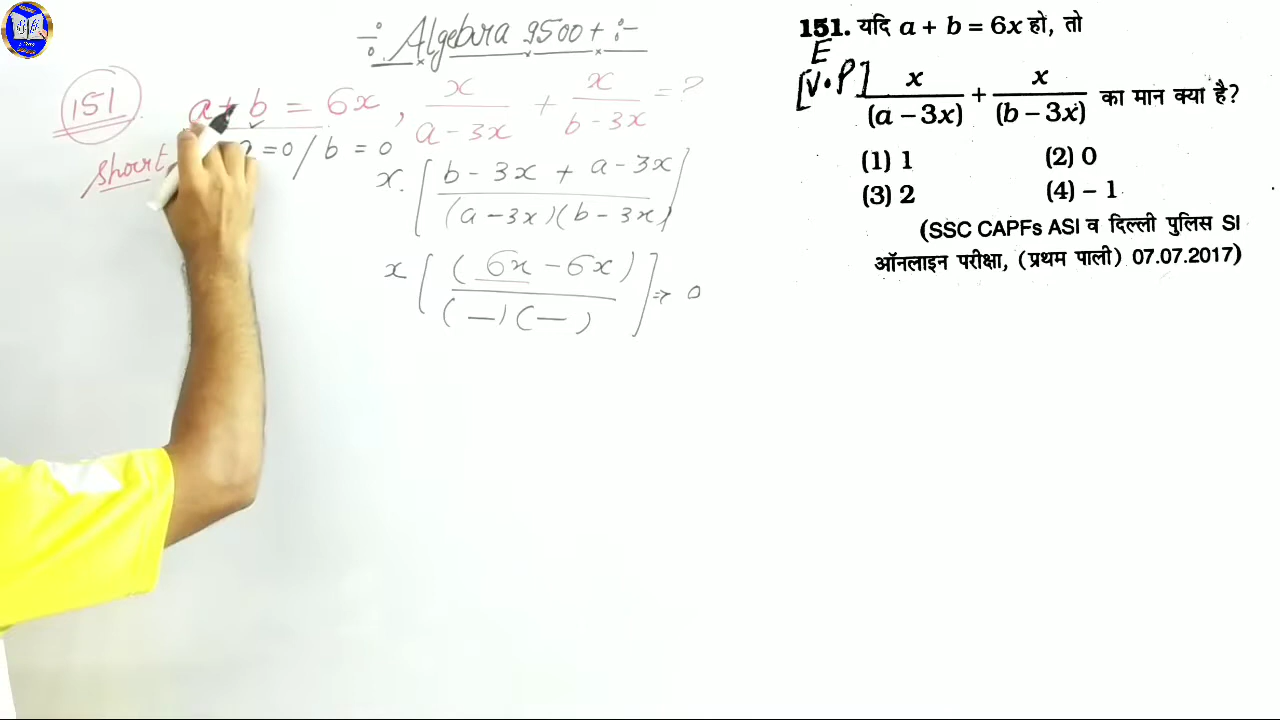 ÷ Algebra 9500+ :-
151 a + b = 6x, x/(a-3x) + x/(b-3x) = ?
Short 2=0 / b=0
x. [ (b-3x + a-3x) / (a-3x)(b-3x) ]
x [ (6x-6x) / (—)(—) ] ⇒ 0
151. यदि a + b = 6x हो, तो
E
[V.P] x/(a-3x) + x/(b-3x) का मान क्या है?
(1) 1 (2) 0
(3) 2 (4) - 1
(SSC CAPFs ASI व दिल्ली पुलिस SI
ऑनलाइन परीक्षा, (प्रथम पाली) 07.07.2017)